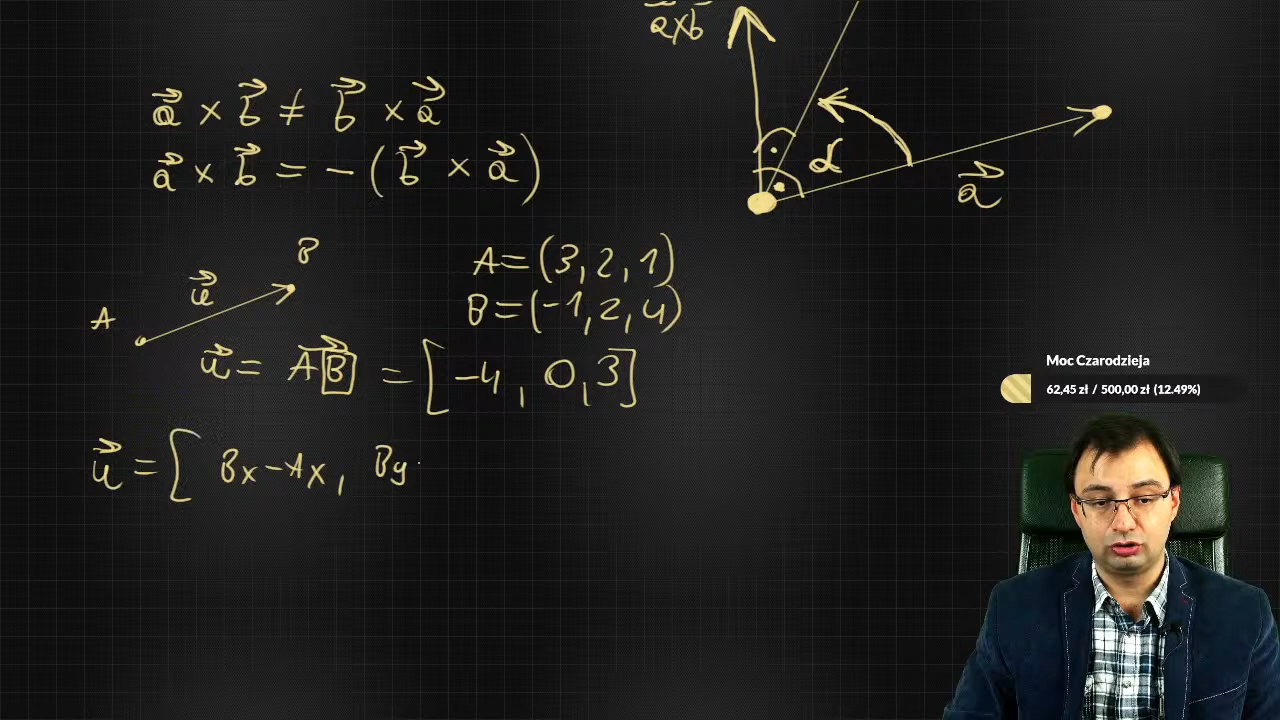 a⃗×b⃗
a⃗ × b⃗ ≠ b⃗ × a⃗
a⃗ × b⃗ = −(b⃗ × a⃗)
α
a⃗
B
u⃗
A
A=(3,2,1)
B=(-1,2,4)
u⃗ = AB⃗ = [-4, 0, 3]
u⃗ = [ Bx-Ax, By
Moc Czarodzieja
62,45 zł / 500,00 zł (12.49%)